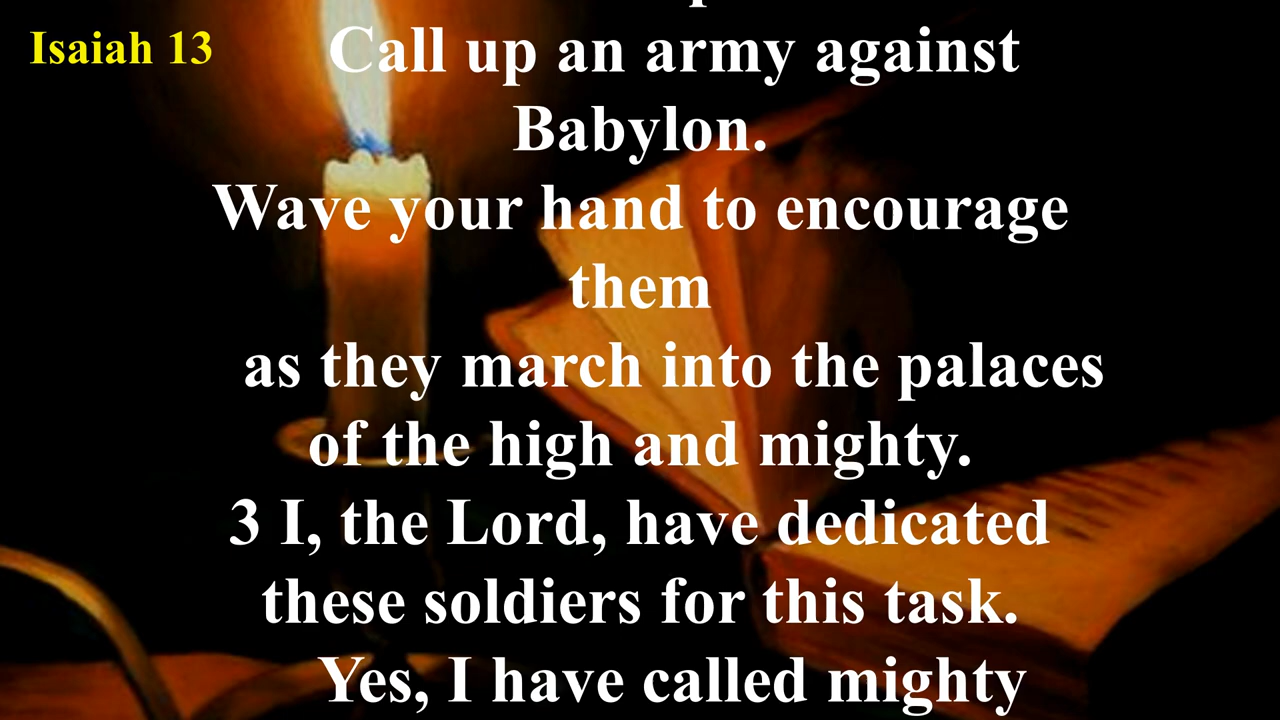 Isaiah 13
Call up an army against
Babylon.
Wave your hand to encourage
them
as they march into the palaces
of the high and mighty.
3 I, the Lord, have dedicated
these soldiers for this task.
Yes, I have called mighty